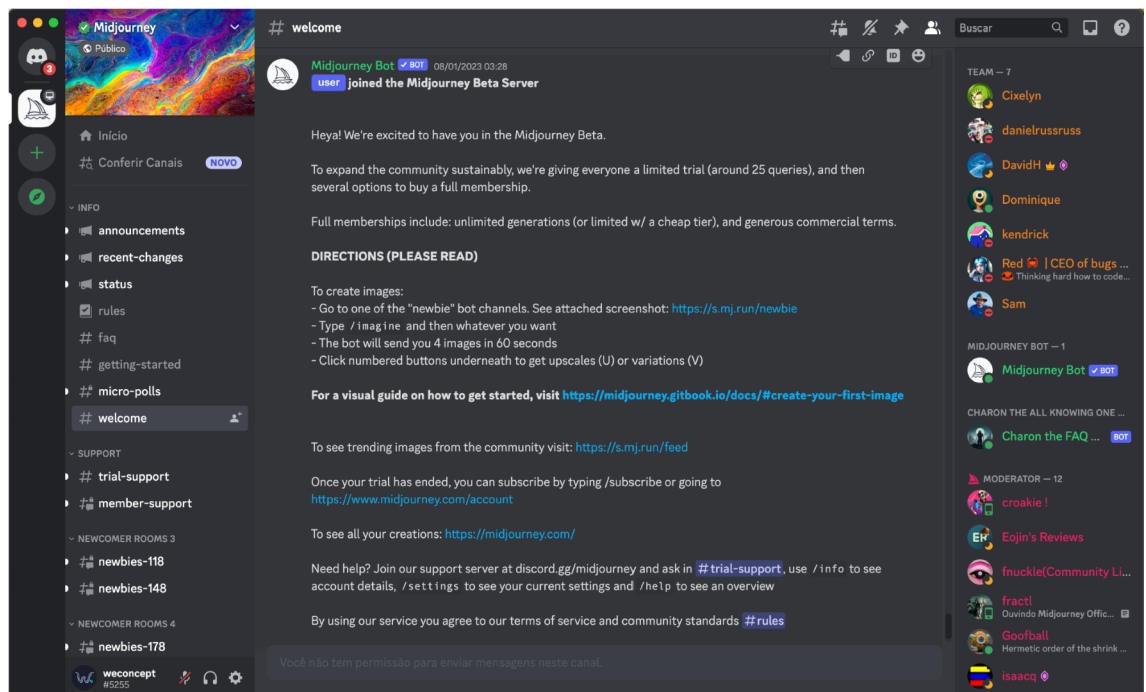 Midjourney
Público
3
Início
Conferir Canais NOVO
INFO
announcements
recent-changes
status
rules
faq
getting-started
micro-polls
welcome
SUPPORT
trial-support
member-support
NEWCOMER ROOMS 3
newbies-118
newbies-148
NEWCOMER ROOMS 4
newbies-178
weconcept
#5255
# welcome
Buscar
Midjourney Bot ✓ BOT 08/01/2023 03:28
user joined the Midjourney Beta Server
Heya! We're excited to have you in the Midjourney Beta.
To expand the community sustainably, we're giving everyone a limited trial (around 25 queries), and then
several options to buy a full membership.
Full memberships include: unlimited generations (or limited w/ a cheap tier), and generous commercial terms.
DIRECTIONS (PLEASE READ)
To create images:
- Go to one of the "newbie" bot channels. See attached screenshot: https://s.mj.run/newbie
- Type /imagine and then whatever you want
- The bot will send you 4 images in 60 seconds
- Click numbered buttons underneath to get upscales (U) or variations (V)
For a visual guide on how to get started, visit https://midjourney.gitbook.io/docs/#create-your-first-image
To see trending images from the community visit: https://s.mj.run/feed
Once your trial has ended, you can subscribe by typing /subscribe or going to
https://www.midjourney.com/account
To see all your creations: https://midjourney.com/
Need help? Join our support server at discord.gg/midjourney and ask in #trial-support, use /info to see
account details, /settings to see your current settings and /help to see an overview
By using our service you agree to our terms of service and community standards #rules
Você não tem permissão para enviar mensagens neste canal.
ID
TEAM — 7
Cixelyn
danielrussruss
DavidH
Dominique
kendrick
Red 🦀 | CEO of bugs ...
Thinking hard how to code...
Sam
MIDJOURNEY BOT — 1
Midjourney Bot ✓ BOT
CHARON THE ALL KNOWING ONE ...
Charon the FAQ ... BOT
MODERATOR — 12
croakie !
Eojin's Reviews
fnuckle(Community Li...
fractl
Ouvindo Midjourney Offic...
Goofball
Hermetic order of the shrink ...
isaacq